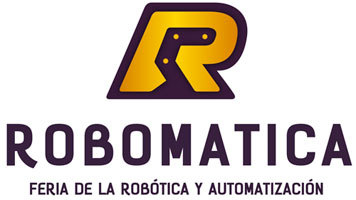 R
ROBOMATICA
FERIA DE LA ROBÓTICA Y AUTOMATIZACIÓN